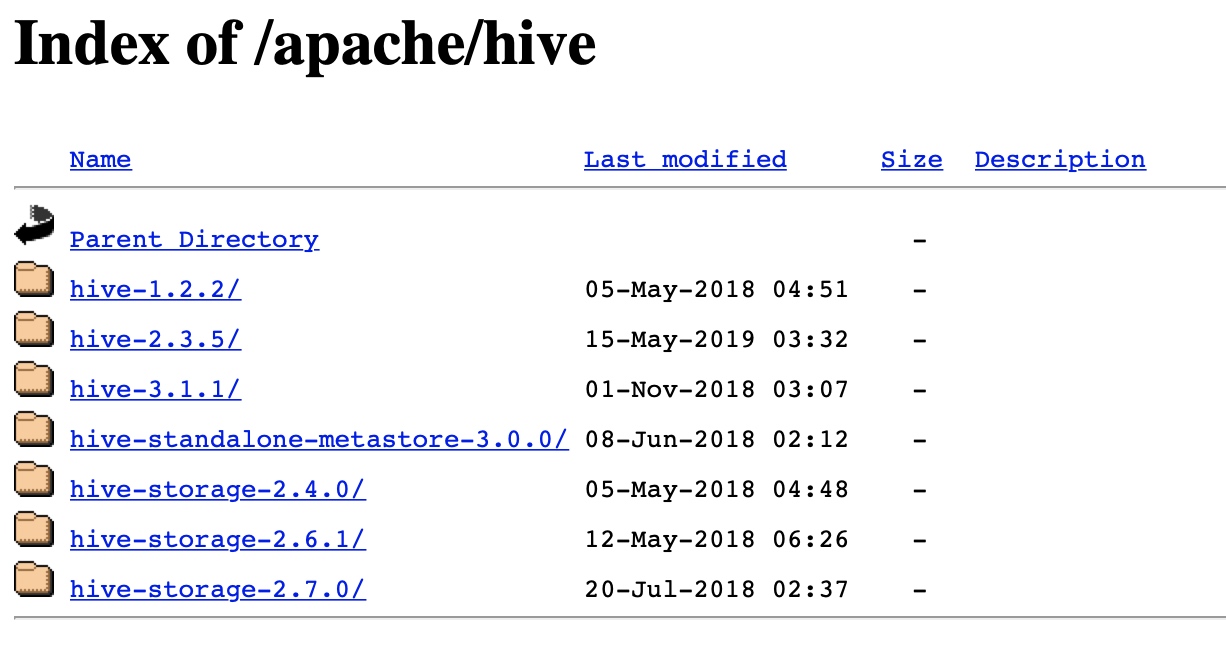 Index of /apache/hive
Name Last modified Size Description
Parent Directory -
hive-1.2.2/ 05-May-2018 04:51 -
hive-2.3.5/ 15-May-2019 03:32 -
hive-3.1.1/ 01-Nov-2018 03:07 -
hive-standalone-metastore-3.0.0/ 08-Jun-2018 02:12 -
hive-storage-2.4.0/ 05-May-2018 04:48 -
hive-storage-2.6.1/ 12-May-2018 06:26 -
hive-storage-2.7.0/ 20-Jul-2018 02:37 -